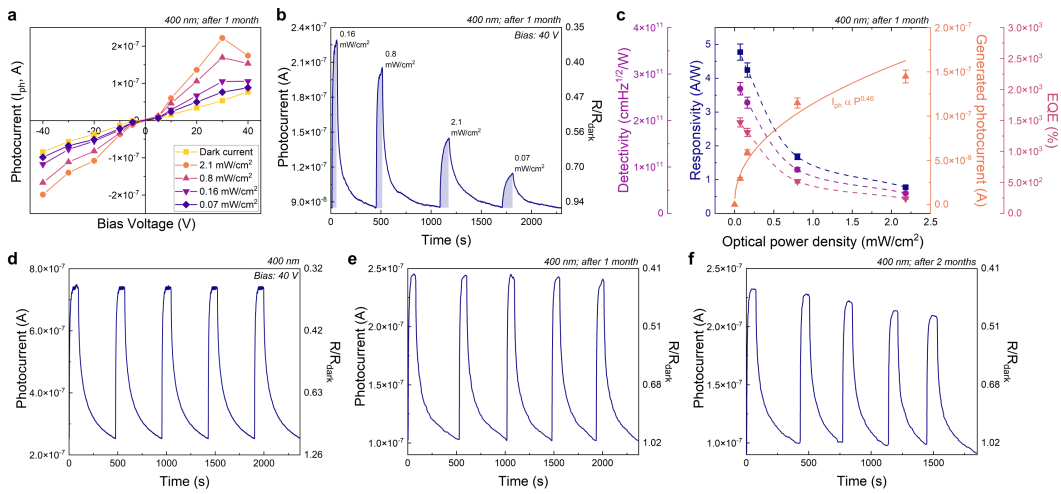 a
400 nm; after 1 month
Photocurrent (Iph, A)
2×10⁻⁷
1×10⁻⁷
0
-1×10⁻⁷
-2×10⁻⁷
-40
-20
0
20
40
Bias Voltage (V)
Dark current
2.1 mW/cm²
0.8 mW/cm²
0.16 mW/cm²
0.07 mW/cm²
b
400 nm; after 1 month
Bias: 40 V
Photocurrent (A)
2.4×10⁻⁷
2.1×10⁻⁷
1.8×10⁻⁷
1.5×10⁻⁷
1.2×10⁻⁷
9.0×10⁻⁸
0.16
mW/cm²
0.8
mW/cm²
2.1
mW/cm²
0.07
mW/cm²
0
500
1000
1500
2000
Time (s)
0.35
0.40
0.47
0.56
0.70
0.94
R/Rdark
c
400 nm; after 1 month
Detectivity (cmHz¹ᐟ²/W)
4×10¹¹
3×10¹¹
2×10¹¹
1×10¹¹
0
Responsivity (A/W)
5
4
3
2
1
0
Iph ∝ P⁰·⁴⁶
0.0
0.5
1.0
1.5
2.0
2.5
Optical power density (mW/cm²)
2.0×10⁻⁷
1.5×10⁻⁷
1.0×10⁻⁷
5.0×10⁻⁸
0.0
Generated photocurrent (A)
3.0×10³
2.5×10³
2.0×10³
1.5×10³
1.0×10³
5.0×10²
0.0
EQE (%)
d
400 nm
Bias: 40 V
Photocurrent (A)
8.0×10⁻⁷
6.0×10⁻⁷
4.0×10⁻⁷
2.0×10⁻⁷
0
500
1000
1500
2000
Time (s)
0.32
0.42
0.63
1.26
R/Rdark
e
400 nm; after 1 month
Photocurrent (A)
2.5×10⁻⁷
2.0×10⁻⁷
1.5×10⁻⁷
1.0×10⁻⁷
0
500
1000
1500
2000
Time (s)
0.41
0.51
0.68
1.02
R/Rdark
f
400 nm; after 2 months
Photocurrent (A)
2.5×10⁻⁷
2.0×10⁻⁷
1.5×10⁻⁷
1.0×10⁻⁷
0
500
1000
1500
Time (s)
0.41
0.51
0.68
1.02
R/Rdark